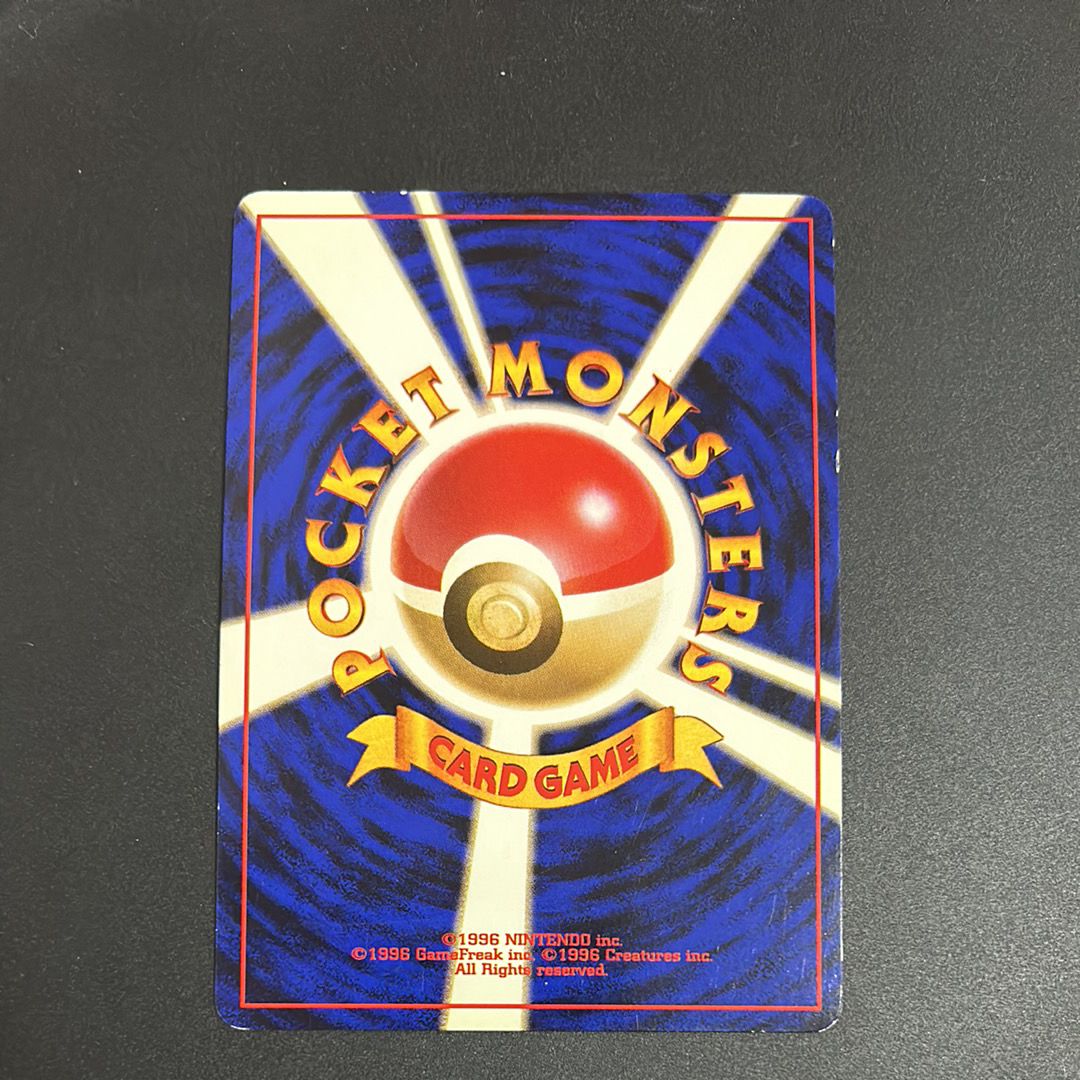 POCKET MONSTERS
CARD GAME
©1996 NINTENDO inc.
©1996 GameFreak inc. ©1996 Creatures inc.
All Rights reserved.